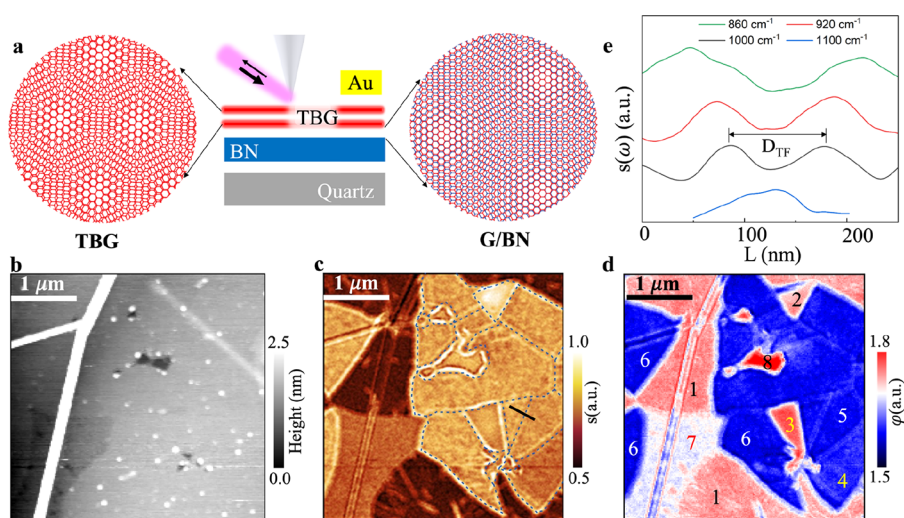 a
Au
TBG
BN
Quartz
TBG
G/BN
e
860 cm⁻¹
920 cm⁻¹
1000 cm⁻¹
1100 cm⁻¹
s(ω) (a.u.)
D_TF
0
100
200
L (nm)
b
1 μm
2.5
Height (nm)
0.0
c
1 μm
1.0
s(a.u.)
0.5
d
1 μm
2
6
8
1
5
3
7
6
6
4
1
1.8
φ(a.u.)
1.5